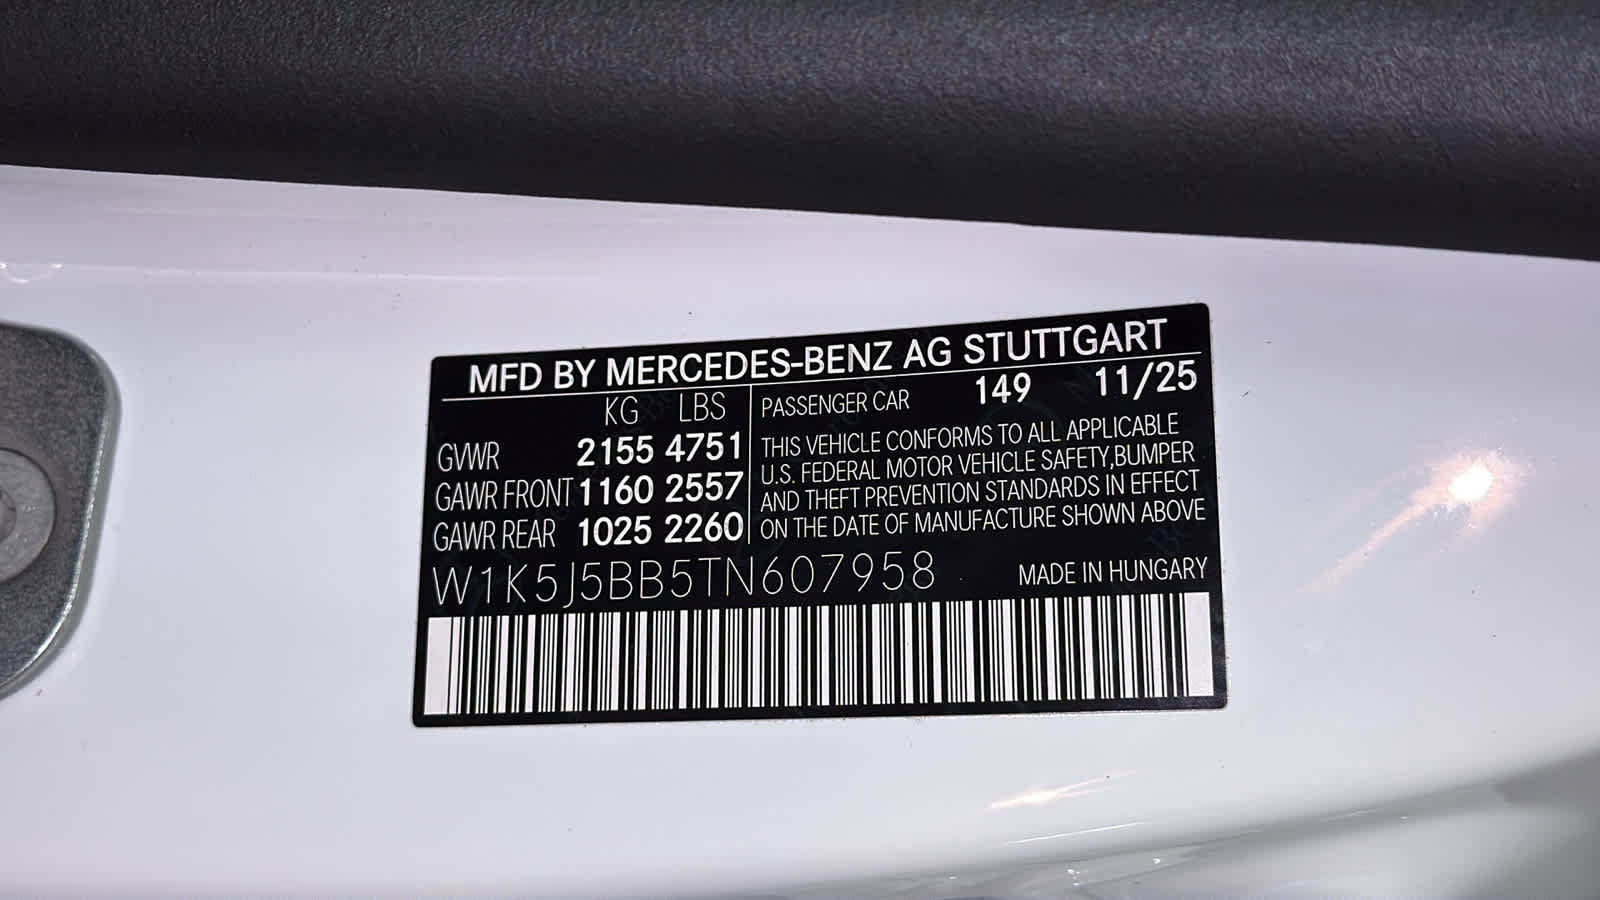 MFD BY MERCEDES-BENZ AG STUTTGART
KG LBS
GVWR 2155 4751
GAWR FRONT 1160 2557
GAWR REAR 1025 2260
PASSENGER CAR 149 11/25
THIS VEHICLE CONFORMS TO ALL APPLICABLE
U.S. FEDERAL MOTOR VEHICLE SAFETY,BUMPER
AND THEFT PREVENTION STANDARDS IN EFFECT
ON THE DATE OF MANUFACTURE SHOWN ABOVE
W1K5J5BB5TN607958
MADE IN HUNGARY